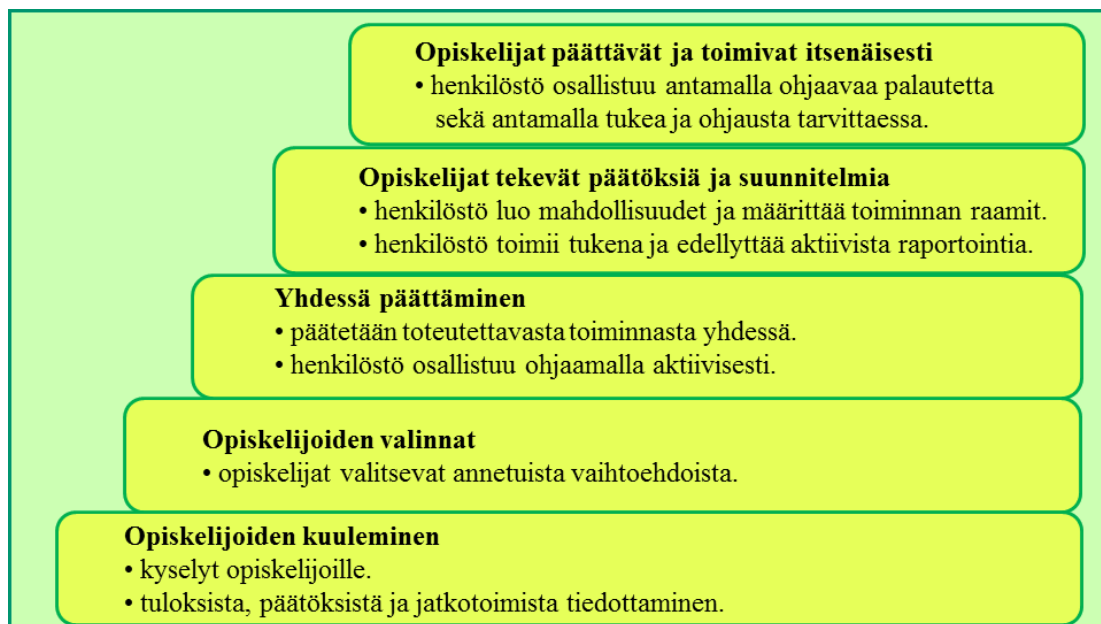 Opiskelijat päättävät ja toimivat itsenäisesti
• henkilöstö osallistuu antamalla ohjaavaa palautetta
sekä antamalla tukea ja ohjausta tarvittaessa.
Opiskelijat tekevät päätöksiä ja suunnitelmia
• henkilöstö luo mahdollisuudet ja määrittää toiminnan raamit.
• henkilöstö toimii tukena ja edellyttää aktiivista raportointia.
Yhdessä päättäminen
• päätetään toteutettavasta toiminnasta yhdessä.
• henkilöstö osallistuu ohjaamalla aktiivisesti.
Opiskelijoiden valinnat
• opiskelijat valitsevat annetuista vaihtoehdoista.
Opiskelijoiden kuuleminen
• kyselyt opiskelijoille.
• tuloksista, päätöksistä ja jatkotoimista tiedottaminen.